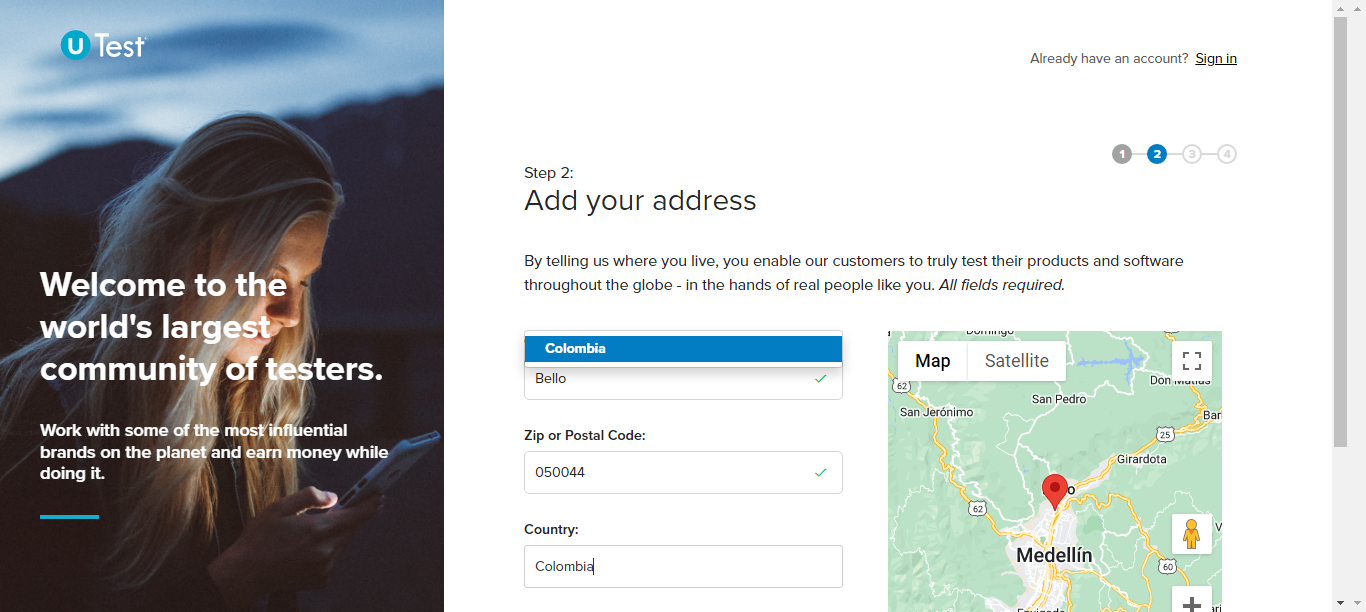 U Test
Already have an account? Sign in
1 2 3 4
Step 2:
Add your address
Welcome to the
world's largest
community of testers.
Work with some of the most influential
brands on the planet and earn money while
doing it.
By telling us where you live, you enable our customers to truly test their products and software
throughout the globe - in the hands of real people like you. All fields required.
Colombia
Bello
Zip or Postal Code:
050044
Country:
Colombia
Map Satellite
62
San Pedro
San Jerónimo
25
Girardota
62
Medellín
60